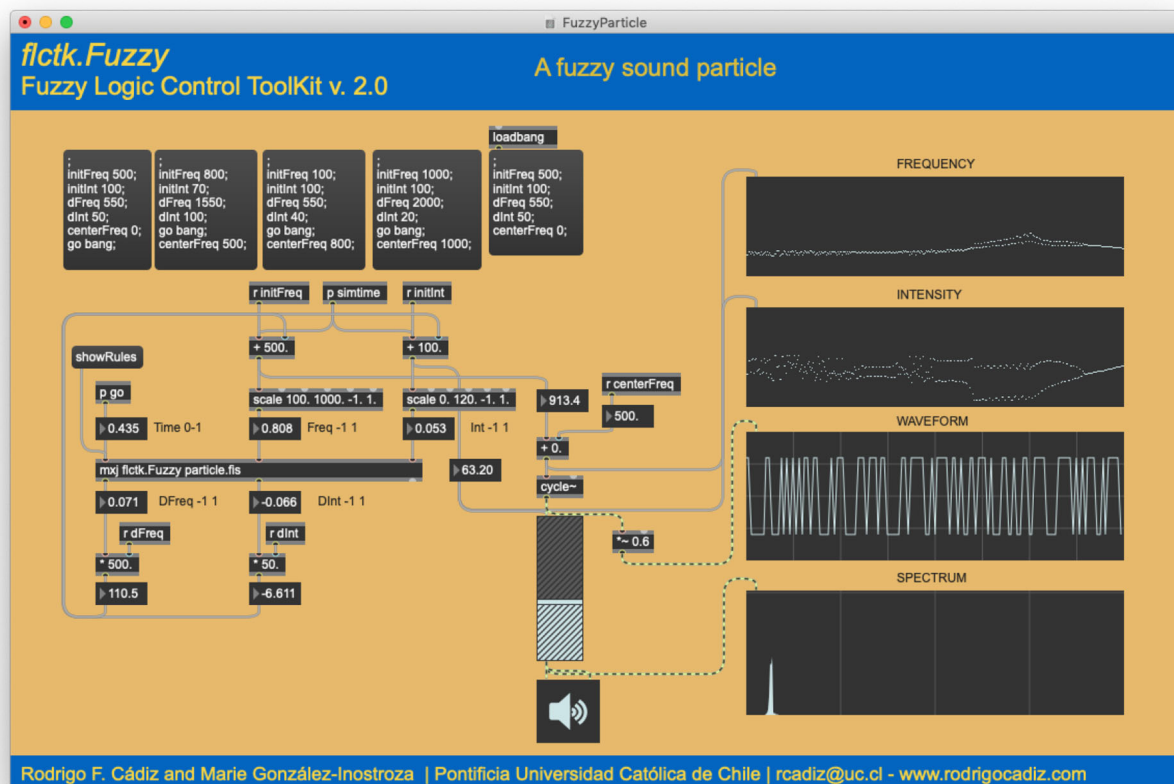 FuzzyParticle
flctk.Fuzzy
Fuzzy Logic Control ToolKit v. 2.0
A fuzzy sound particle
loadbang
;
initFreq 500;
initInt 100;
dFreq 550;
dInt 50;
centerFreq 0;
go bang;
;
initFreq 800;
initInt 70;
dFreq 1550;
dInt 100;
go bang;
centerFreq 500;
;
initFreq 100;
initInt 100;
dFreq 550;
dInt 40;
go bang;
centerFreq 800;
;
initFreq 1000;
initInt 100;
dFreq 2000;
dInt 20;
go bang;
centerFreq 1000;
;
initFreq 500;
initInt 100;
dFreq 550;
dInt 50;
centerFreq 0;
r initFreq
p simtime
r initInt
+ 500.
+ 100.
showRules
p go
scale 100. 1000. -1. 1.
scale 0. 120. -1. 1.
913.4
r centerFreq
500.
0.435
Time 0-1
0.808
Freq -1 1
0.053
Int -1 1
+ 0.
mxj flctk.Fuzzy particle.fis
63.20
cycle~
0.071
DFreq -1 1
-0.066
DInt -1 1
r dFreq
r dInt
*~ 0.6
* 500.
* 50.
110.5
-6.611
FREQUENCY
INTENSITY
WAVEFORM
SPECTRUM
Rodrigo F. Cádiz and Marie González-Inostroza | Pontificia Universidad Católica de Chile | rcadiz@uc.cl - www.rodrigocadiz.com